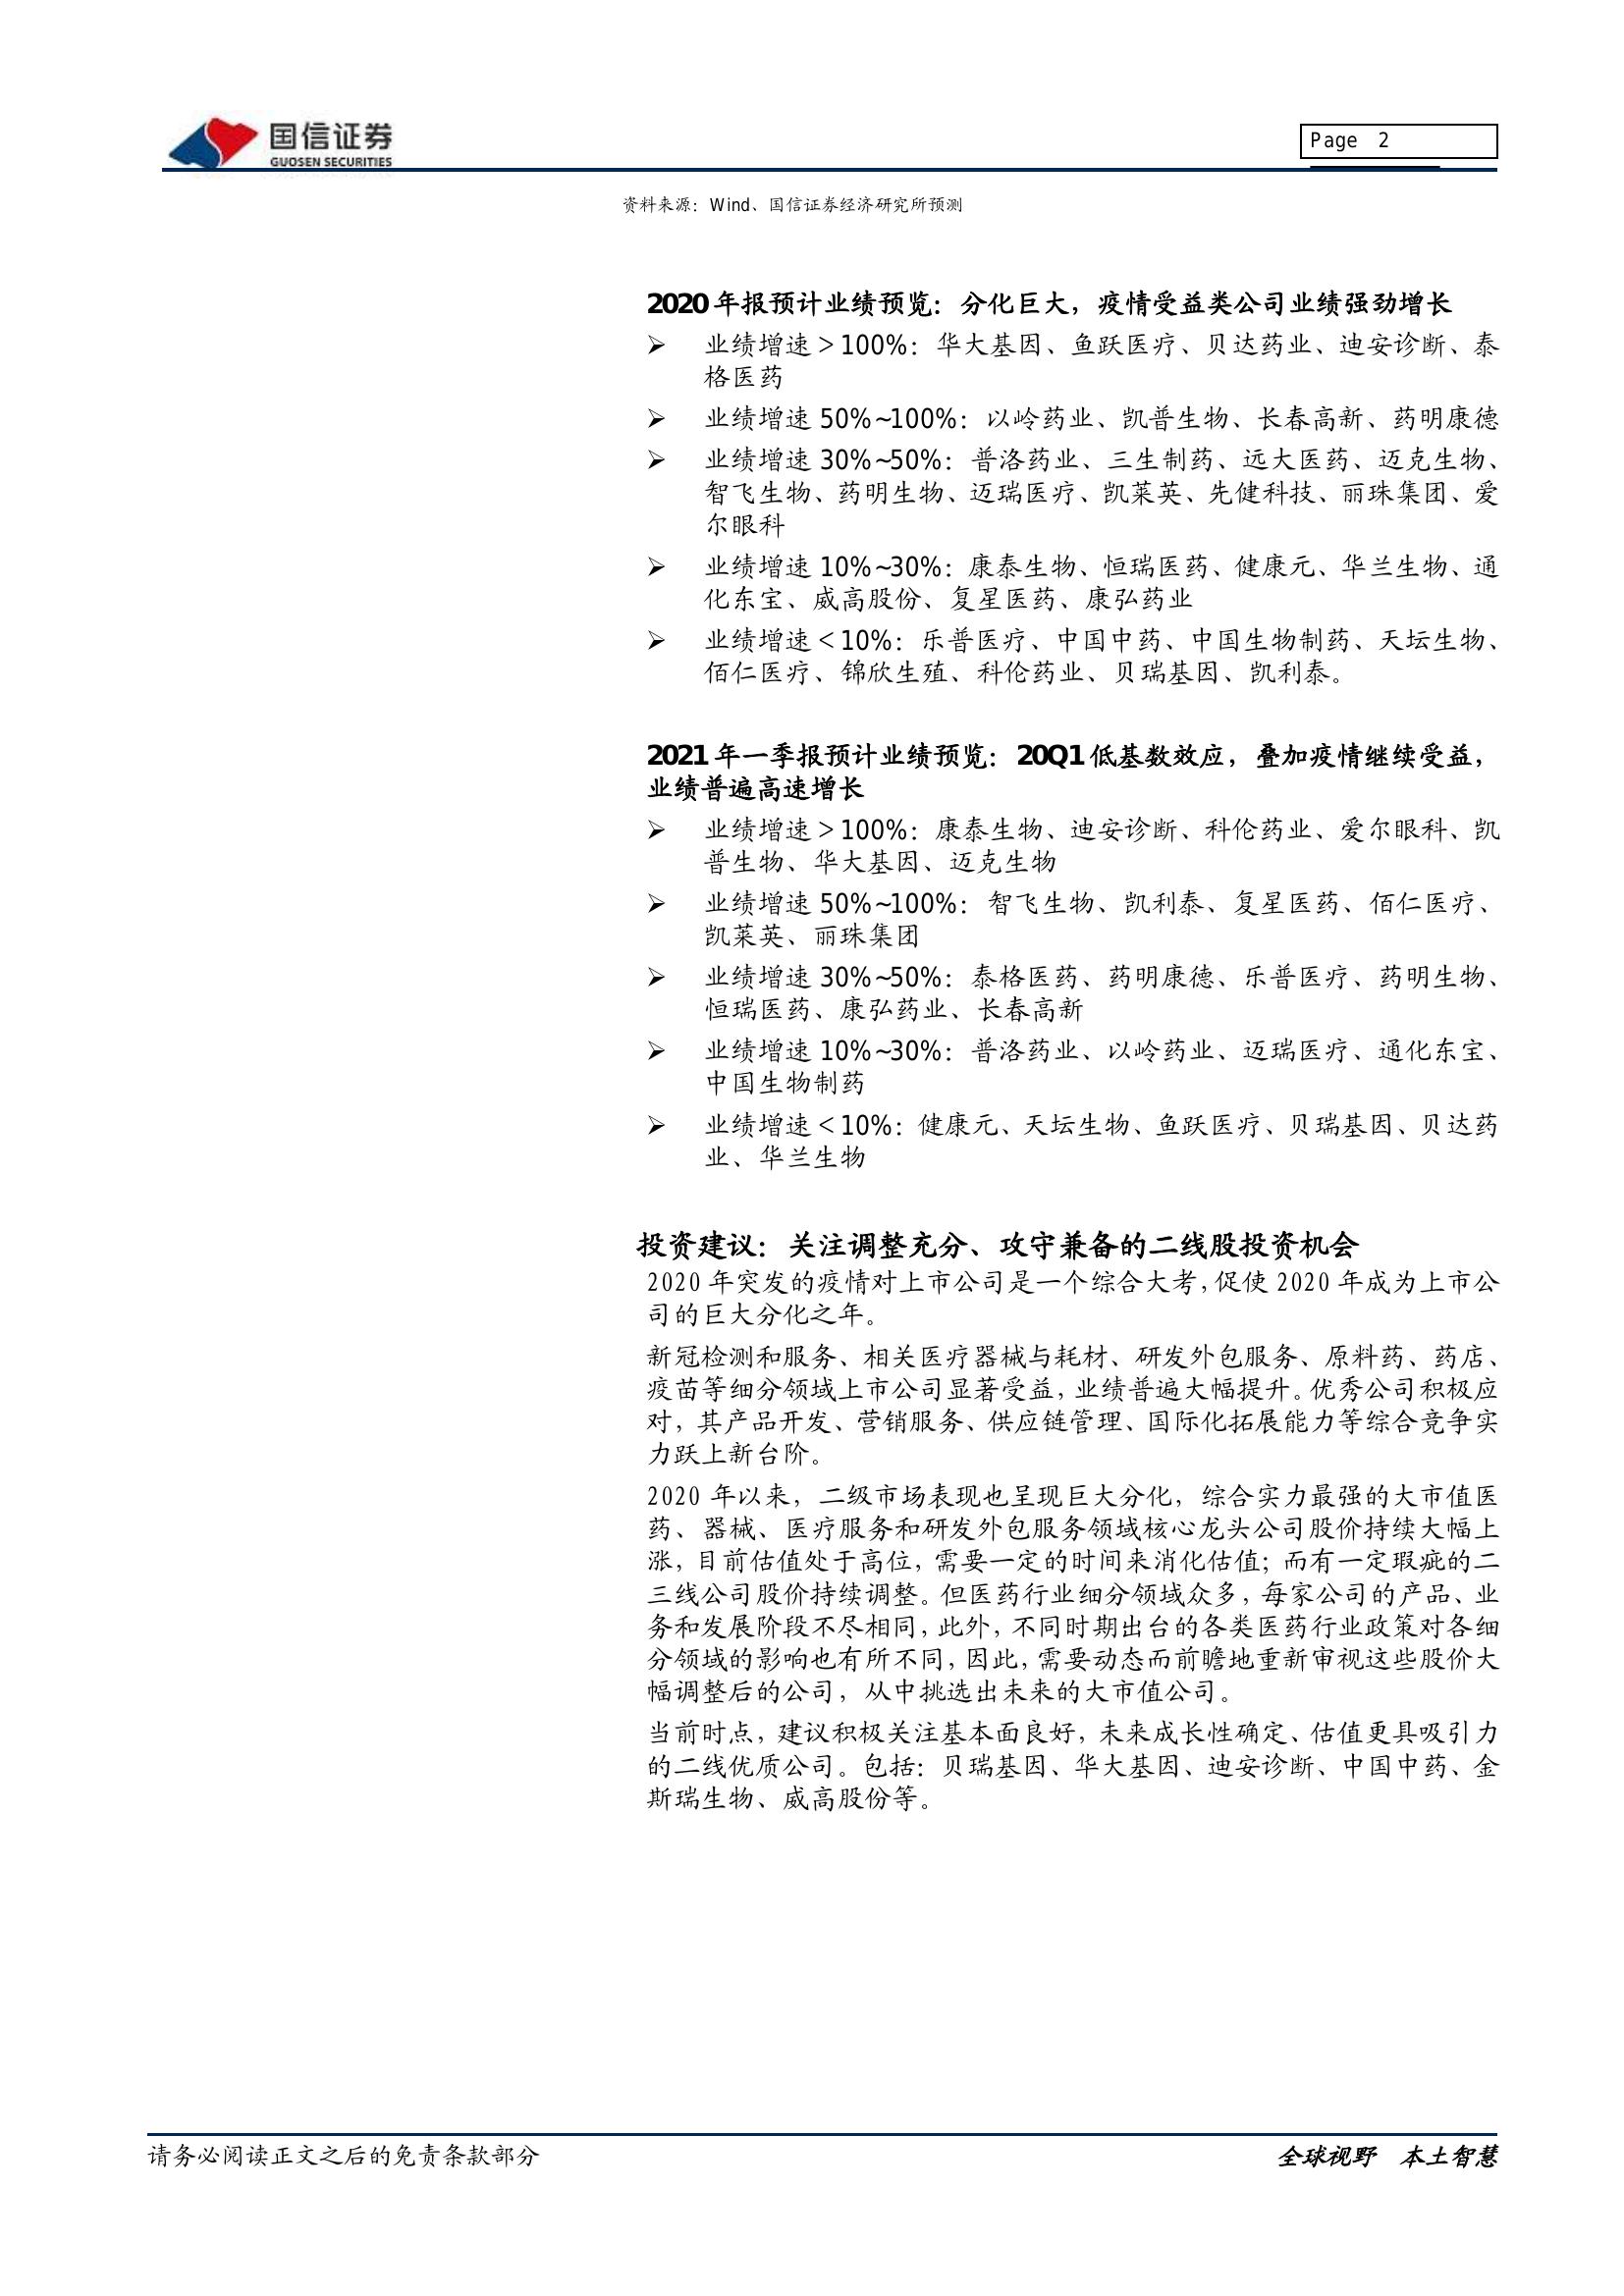 国信证券
GUOSEN SECURITIES
Page 2
资料来源：Wind、国信证券经济研究所预测
2020年报预计业绩预览：分化巨大，疫情受益类公司业绩强劲增长
➢ 业绩增速＞100%：华大基因、鱼跃医疗、贝达药业、迪安诊断、泰
格医药
➢ 业绩增速 50%~100%：以岭药业、凯普生物、长春高新、药明康德
➢ 业绩增速 30%~50%：普洛药业、三生制药、远大医药、迈克生物、
智飞生物、药明生物、迈瑞医疗、凯莱英、先健科技、丽珠集团、爱
尔眼科
➢ 业绩增速 10%~30%：康泰生物、恒瑞医药、健康元、华兰生物、通
化东宝、威高股份、复星医药、康弘药业
➢ 业绩增速＜10%：乐普医疗、中国中药、中国生物制药、天坛生物、
佰仁医疗、锦欣生殖、科伦药业、贝瑞基因、凯利泰。
2021年一季报预计业绩预览：20Q1低基数效应，叠加疫情继续受益，
业绩普遍高速增长
➢ 业绩增速＞100%：康泰生物、迪安诊断、科伦药业、爱尔眼科、凯
普生物、华大基因、迈克生物
➢ 业绩增速 50%~100%：智飞生物、凯利泰、复星医药、佰仁医疗、
凯莱英、丽珠集团
➢ 业绩增速 30%~50%：泰格医药、药明康德、乐普医疗、药明生物、
恒瑞医药、康弘药业、长春高新
➢ 业绩增速 10%~30%：普洛药业、以岭药业、迈瑞医疗、通化东宝、
中国生物制药
➢ 业绩增速＜10%：健康元、天坛生物、鱼跃医疗、贝瑞基因、贝达药
业、华兰生物
投资建议：关注调整充分、攻守兼备的二线股投资机会
2020 年突发的疫情对上市公司是一个综合大考，促使 2020 年成为上市公
司的巨大分化之年。
新冠检测和服务、相关医疗器械与耗材、研发外包服务、原料药、药店、
疫苗等细分领域上市公司显著受益，业绩普遍大幅提升。优秀公司积极应
对，其产品开发、营销服务、供应链管理、国际化拓展能力等综合竞争实
力跃上新台阶。
2020 年以来，二级市场表现也呈现巨大分化，综合实力最强的大市值医
药、器械、医疗服务和研发外包服务领域核心龙头公司股价持续大幅上
涨，目前估值处于高位，需要一定的时间来消化估值；而有一定瑕疵的二
三线公司股价持续调整。但医药行业细分领域众多，每家公司的产品、业
务和发展阶段不尽相同，此外，不同时期出台的各类医药行业政策对各细
分领域的影响也有所不同，因此，需要动态而前瞻地重新审视这些股价大
幅调整后的公司，从中挑选出未来的大市值公司。
当前时点，建议积极关注基本面良好，未来成长性确定、估值更具吸引力
的二线优质公司。包括：贝瑞基因、华大基因、迪安诊断、中国中药、金
斯瑞生物、威高股份等。
请务必阅读正文之后的免责条款部分
全球视野 本土智慧